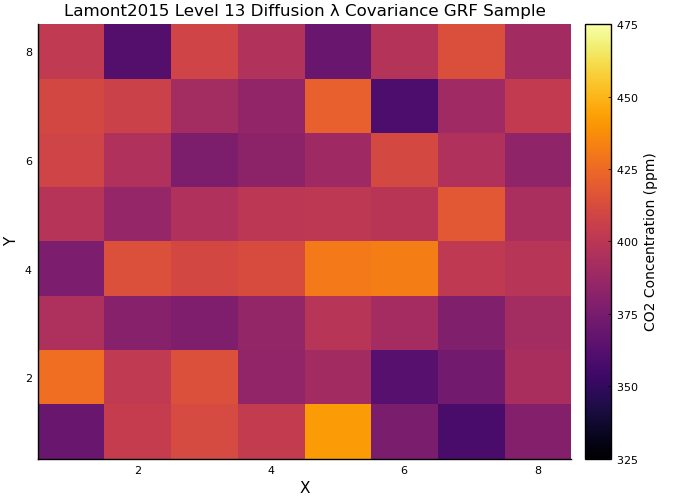 Lamont2015 Level 13 Diffusion λ Covariance GRF Sample
8
6
4
2
Y
2 4 6 8
X
475
450
425
400
375
350
325
CO2 Concentration (ppm)